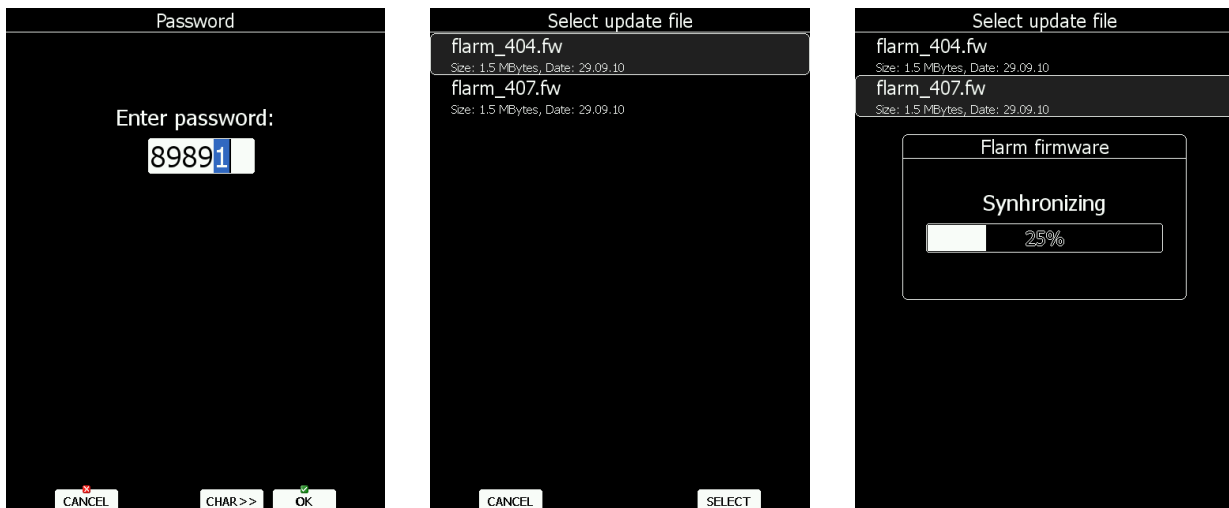 Password
Enter password:
89891
CANCEL CHAR>> OK
Select update file
flarm_404.fw
Size: 1.5 MBytes, Date: 29.09.10
flarm_407.fw
Size: 1.5 MBytes, Date: 29.09.10
CANCEL SELECT
Select update file
flarm_404.fw
Size: 1.5 MBytes, Date: 29.09.10
flarm_407.fw
Size: 1.5 MBytes, Date: 29.09.10
Flarm firmware
Synhronizing
25%